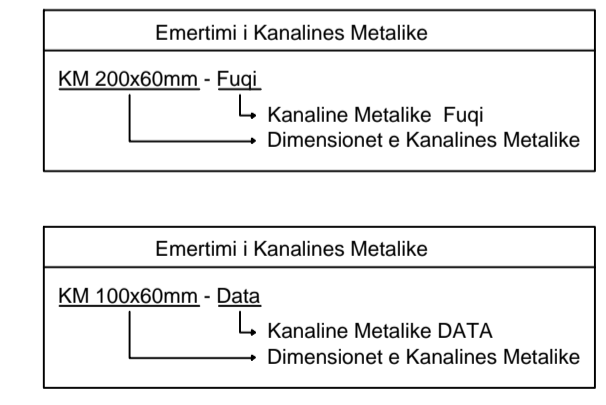 Emertimi i Kanalines Metalike
KM 200x60mm - Fuqi
Kanaline Metalike Fuqi
Dimensionet e Kanalines Metalike
Emertimi i Kanalines Metalike
KM 100x60mm - Data
Kanaline Metalike DATA
Dimensionet e Kanalines Metalike